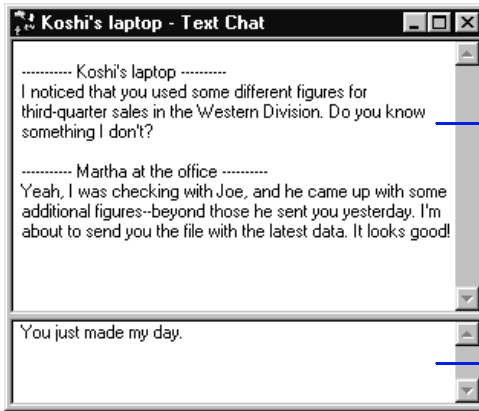 Koshi's laptop - Text Chat
---------- Koshi's laptop ----------
I noticed that you used some different figures for
third-quarter sales in the Western Division. Do you know
something I don't?
---------- Martha at the office ----------
Yeah, I was checking with Joe, and he came up with some
additional figures--beyond those he sent you yesterday. I'm
about to send you the file with the latest data. It looks good!
You just made my day.